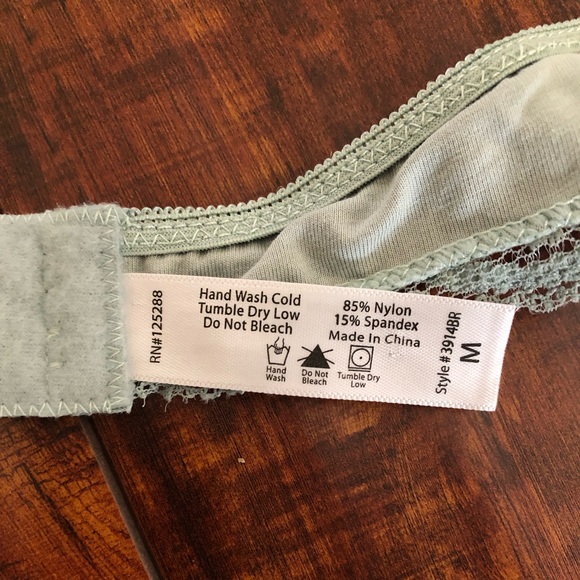 RN#125288
Hand Wash Cold
Tumble Dry Low
Do Not Bleach
Hand
Wash
Do Not
Bleach
85% Nylon
15% Spandex
Made In China
Tumble Dry
Low
Style#3914BR
M